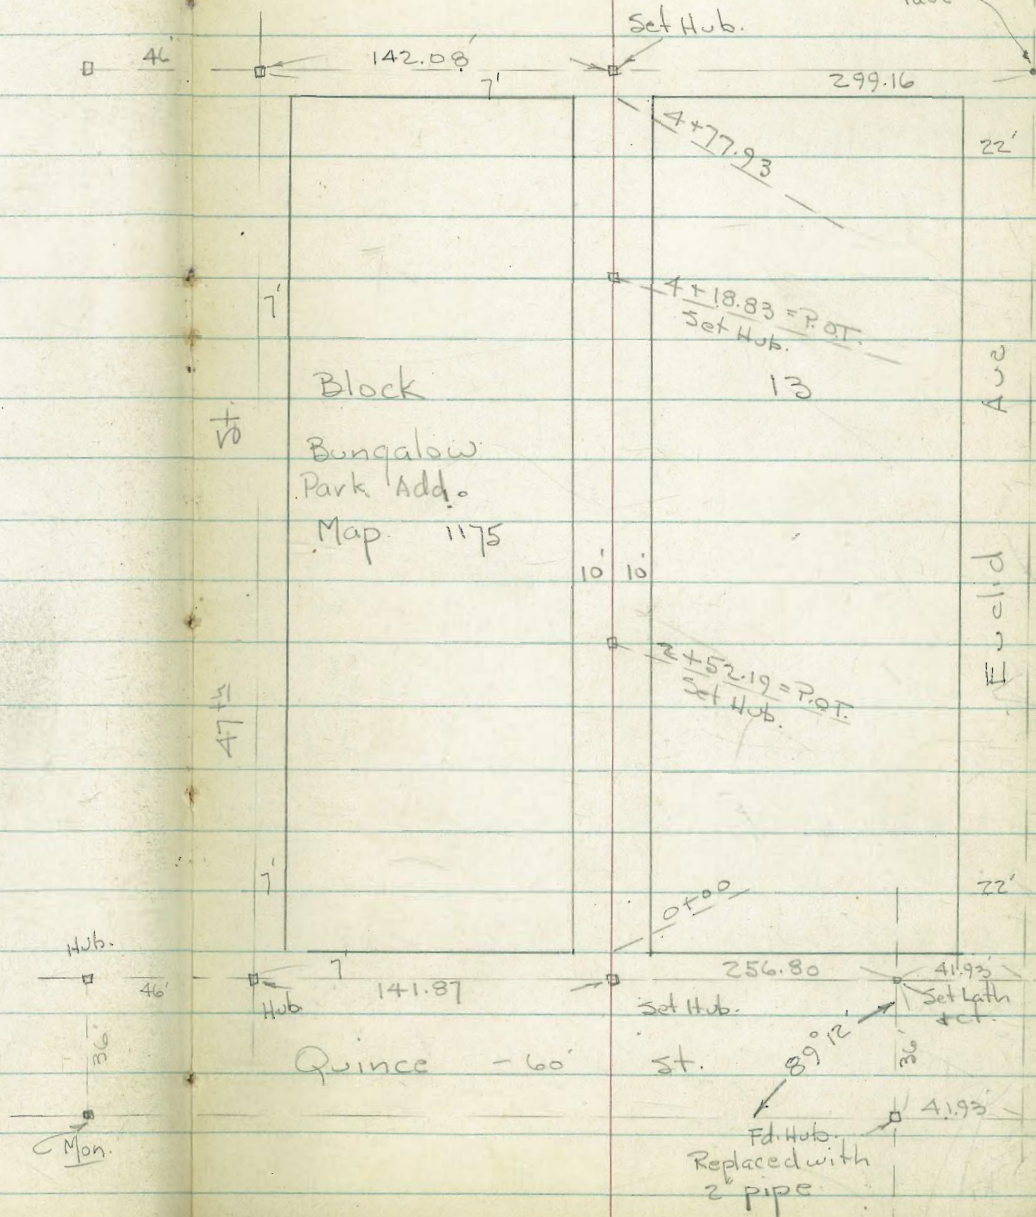 Set Hub.
46'
142.08'
7'
299.16
22'
4+77.93
7'
4+18.83 = P.O.T.
Set Hub.
13
Block
Bungalow
Park Add.
Map 1175
47th St
Euclid Ave
10' 10'
2+52.19 = P.O.T.
Set Hub.
7'
0+00
22'
Hub.
7'
46'
Hub
141.87
256.80
41.93'
Set Hub.
Set Lath
36'
Quince - 60' St.
89°12'
36'
41.93'
Mon.
Fd. Hub.
Replaced with
2" pipe